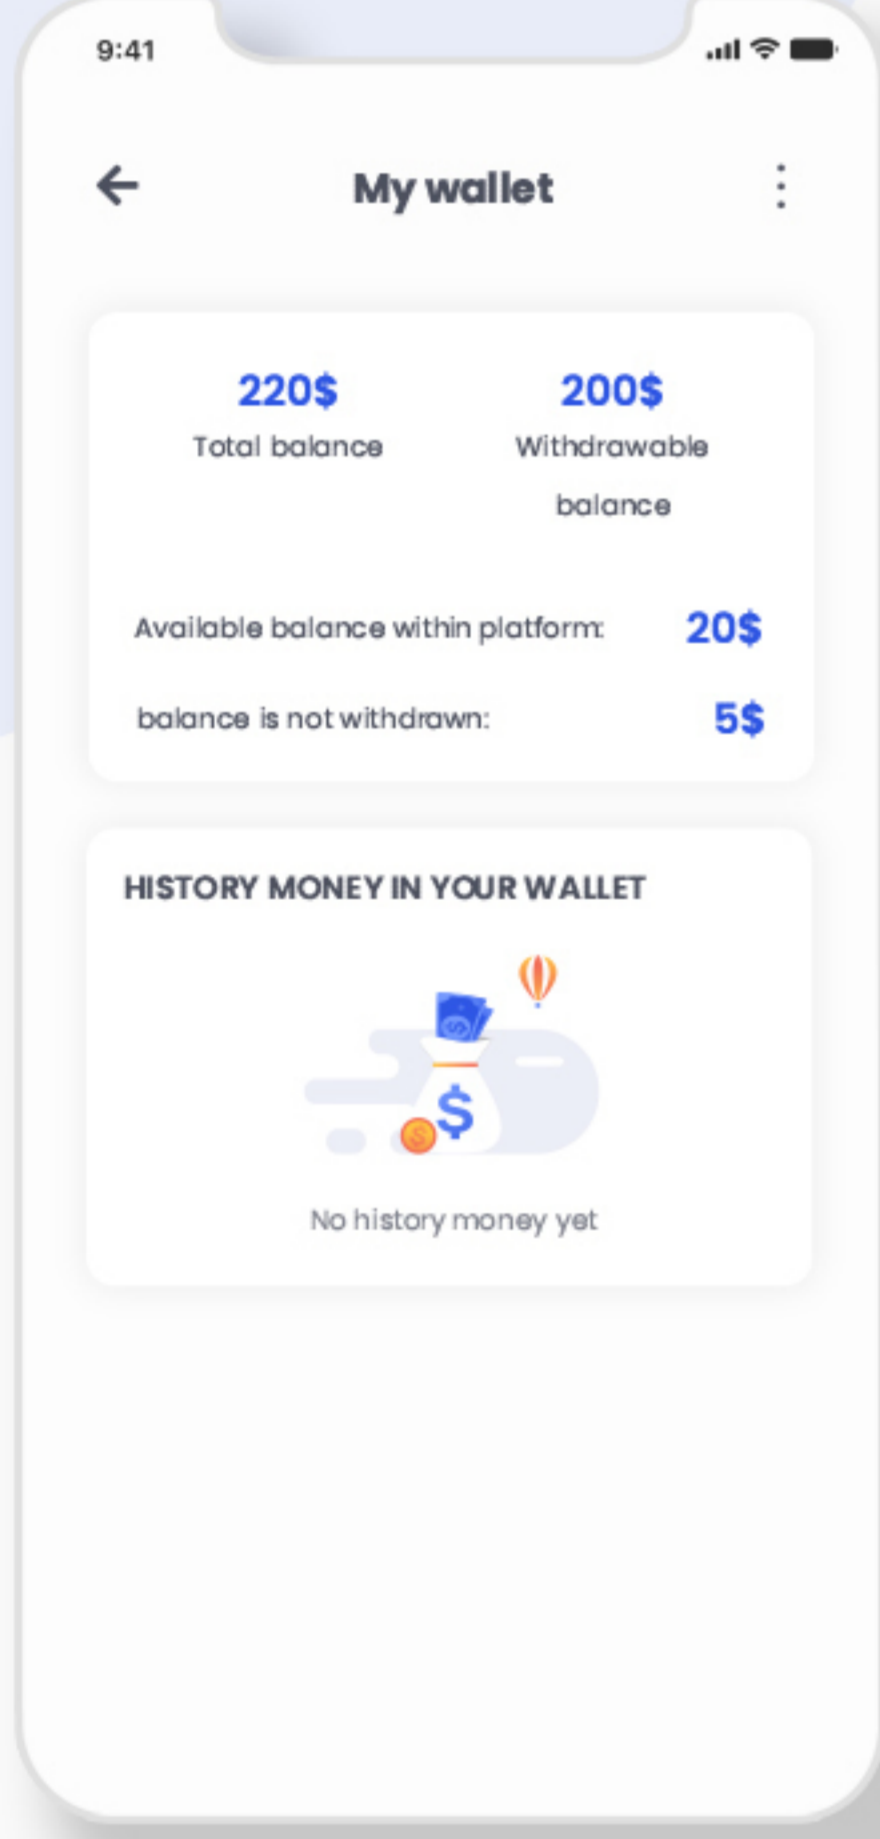 9:41
My wallet
220$
200$
Total balance
Withdrawable
balance
Available balance within platform:
20$
balance is not withdrawn:
5$
HISTORY MONEY IN YOUR WALLET
$
$
$
No history money yet